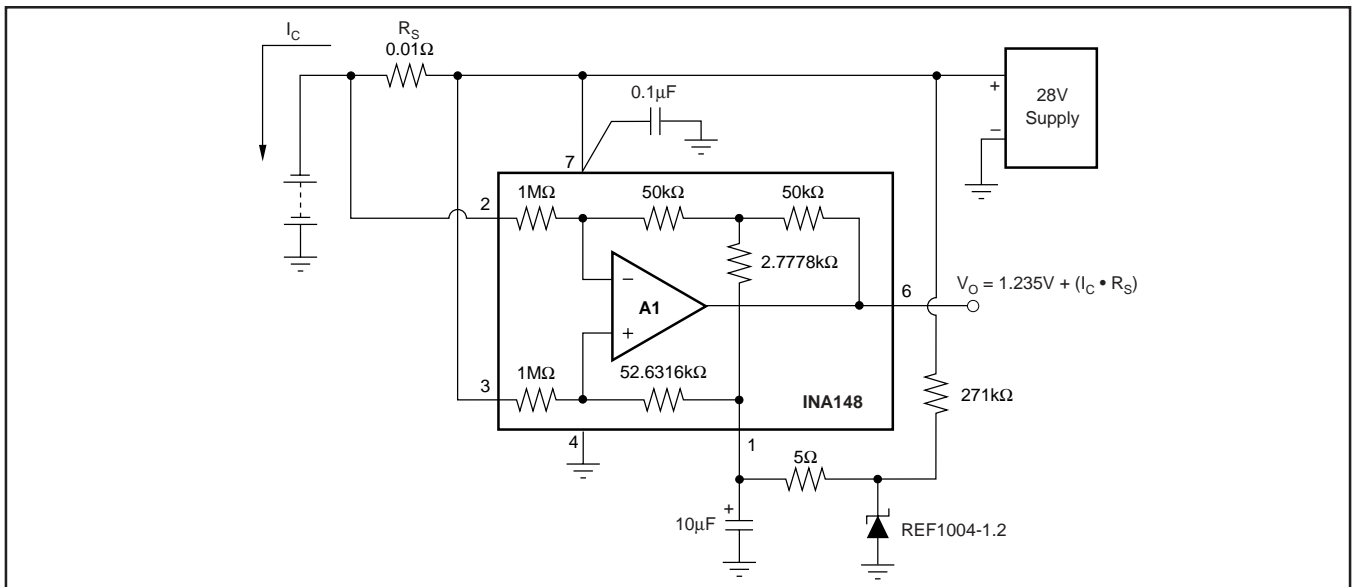 I_C
R_S
0.01Ω
0.1μF
28V
Supply
+
−
7
1MΩ
50kΩ
50kΩ
2
2.7778kΩ
−
A1
+
6
V_O = 1.235V + (I_C • R_S)
1MΩ
52.6316kΩ
3
INA148
271kΩ
4
1
5Ω
+
10μF
REF1004-1.2